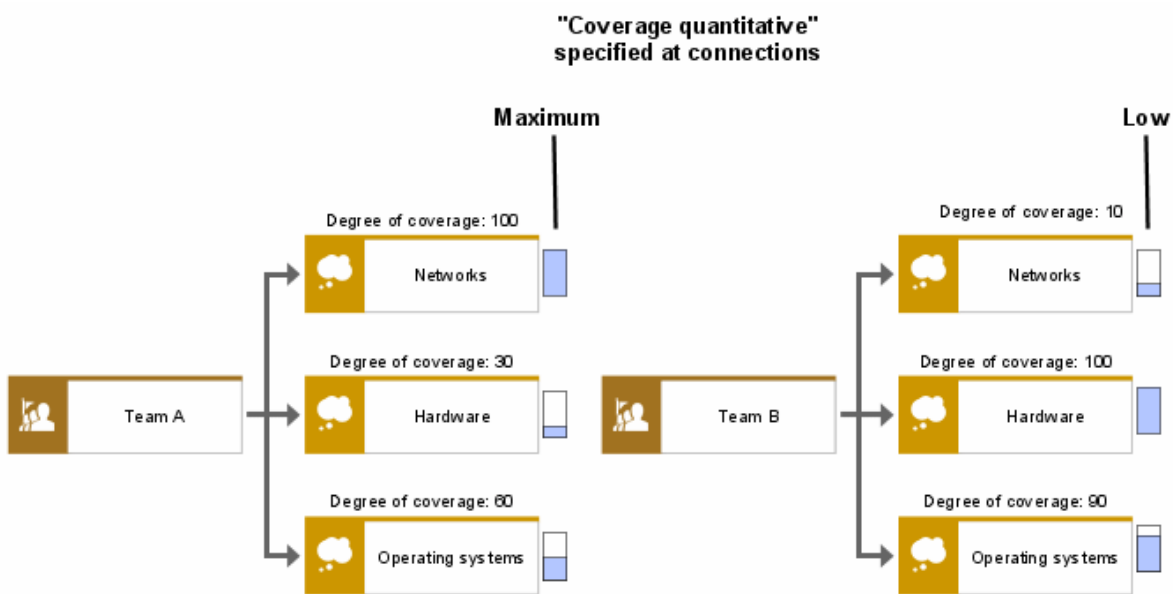 "Coverage quantitative"
specified at connections
Maximum
Low
Degree of coverage: 100
Networks
Degree of coverage: 30
Team A
Hardware
Degree of coverage: 60
Operating systems
Degree of coverage: 10
Networks
Degree of coverage: 100
Team B
Hardware
Degree of coverage: 90
Operating systems